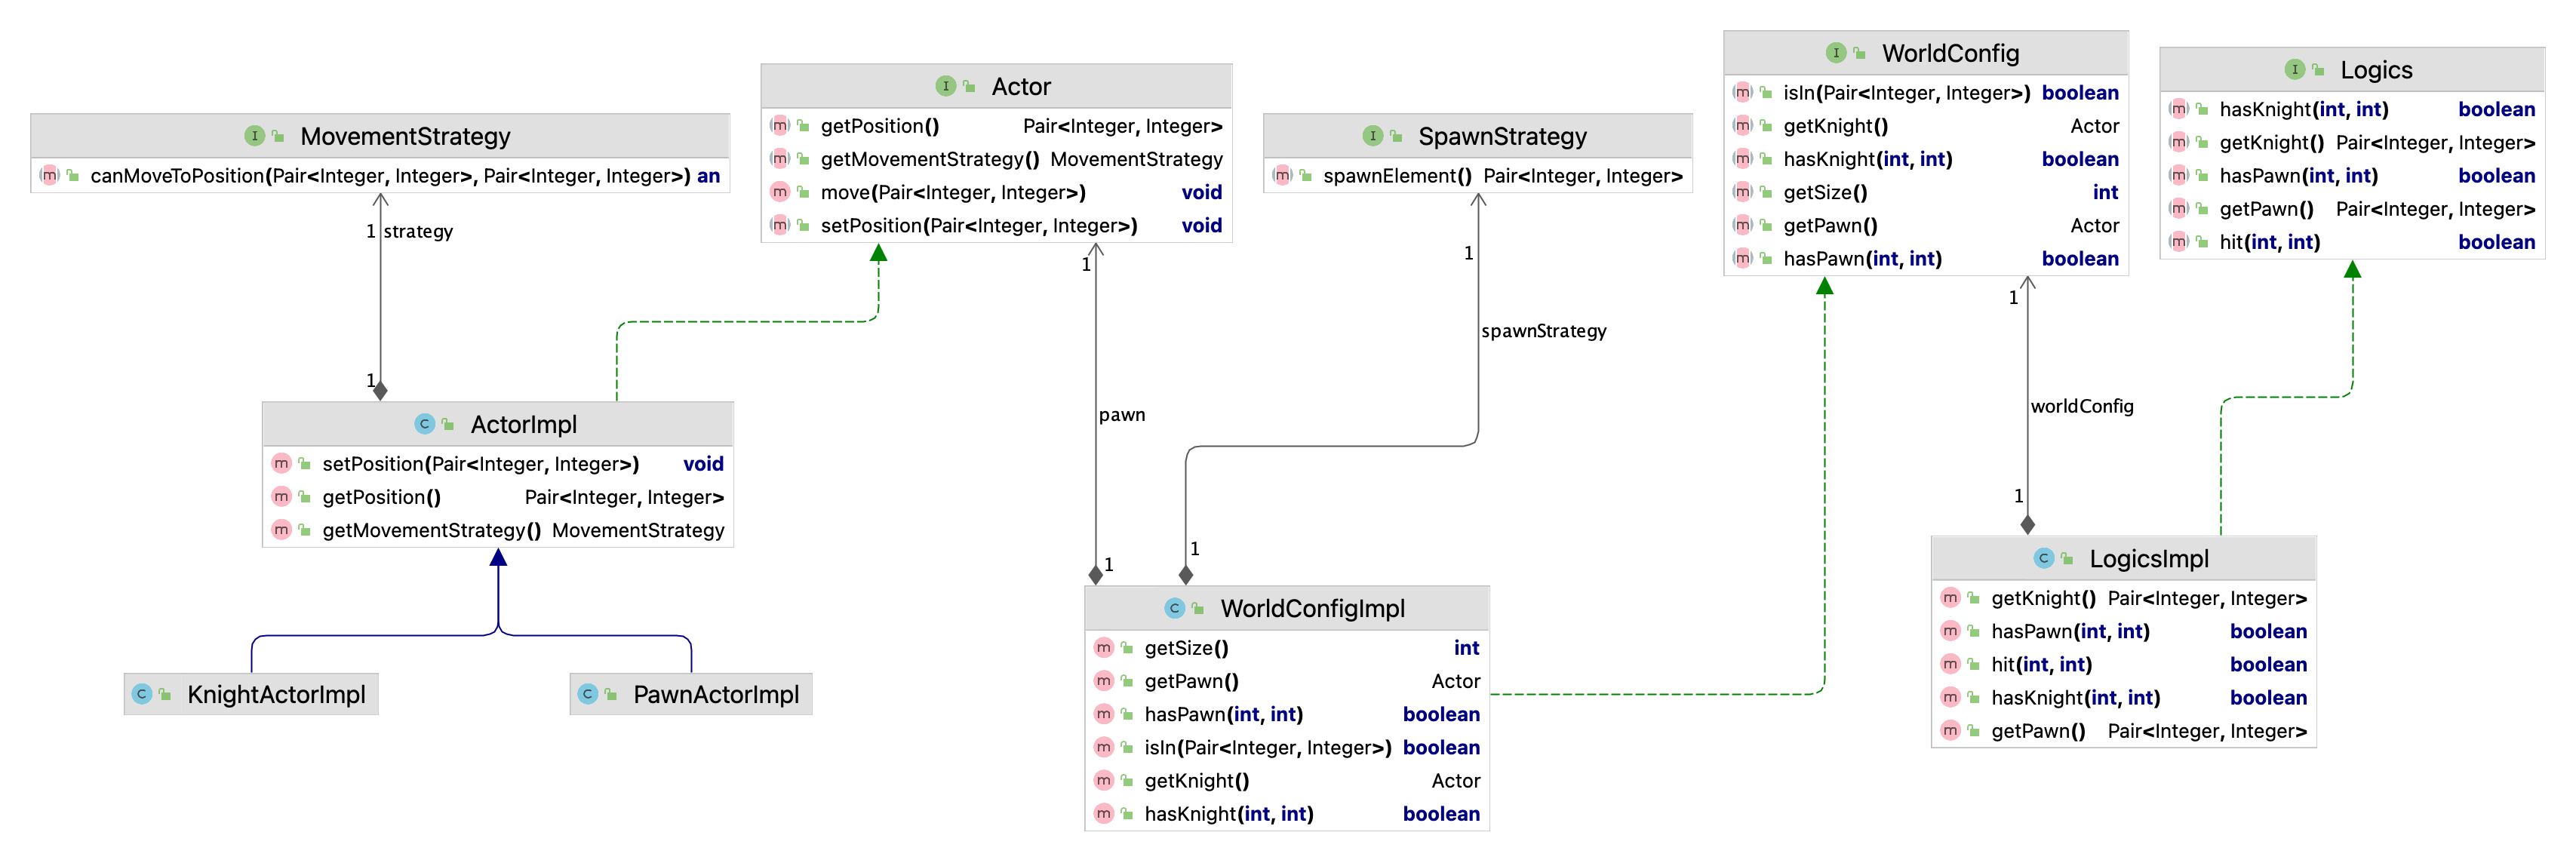 MovementStrategy
canMoveToPosition(Pair<Integer, Integer>, Pair<Integer, Integer>) an
Actor
getPosition() Pair<Integer, Integer>
getMovementStrategy() MovementStrategy
move(Pair<Integer, Integer>) void
setPosition(Pair<Integer, Integer>) void
SpawnStrategy
spawnElement() Pair<Integer, Integer>
WorldConfig
isIn(Pair<Integer, Integer>) boolean
getKnight() Actor
hasKnight(int, int) boolean
getSize() int
getPawn() Actor
hasPawn(int, int) boolean
Logics
hasKnight(int, int) boolean
getKnight() Pair<Integer, Integer>
hasPawn(int, int) boolean
getPawn() Pair<Integer, Integer>
hit(int, int) boolean
1 strategy
1
1
pawn
1
1
spawnStrategy
1
1
worldConfig
1
ActorImpl
setPosition(Pair<Integer, Integer>) void
getPosition() Pair<Integer, Integer>
getMovementStrategy() MovementStrategy
KnightActorImpl
PawnActorImpl
WorldConfigImpl
getSize() int
getPawn() Actor
hasPawn(int, int) boolean
isIn(Pair<Integer, Integer>) boolean
getKnight() Actor
hasKnight(int, int) boolean
LogicsImpl
getKnight() Pair<Integer, Integer>
hasPawn(int, int) boolean
hit(int, int) boolean
hasKnight(int, int) boolean
getPawn() Pair<Integer, Integer>